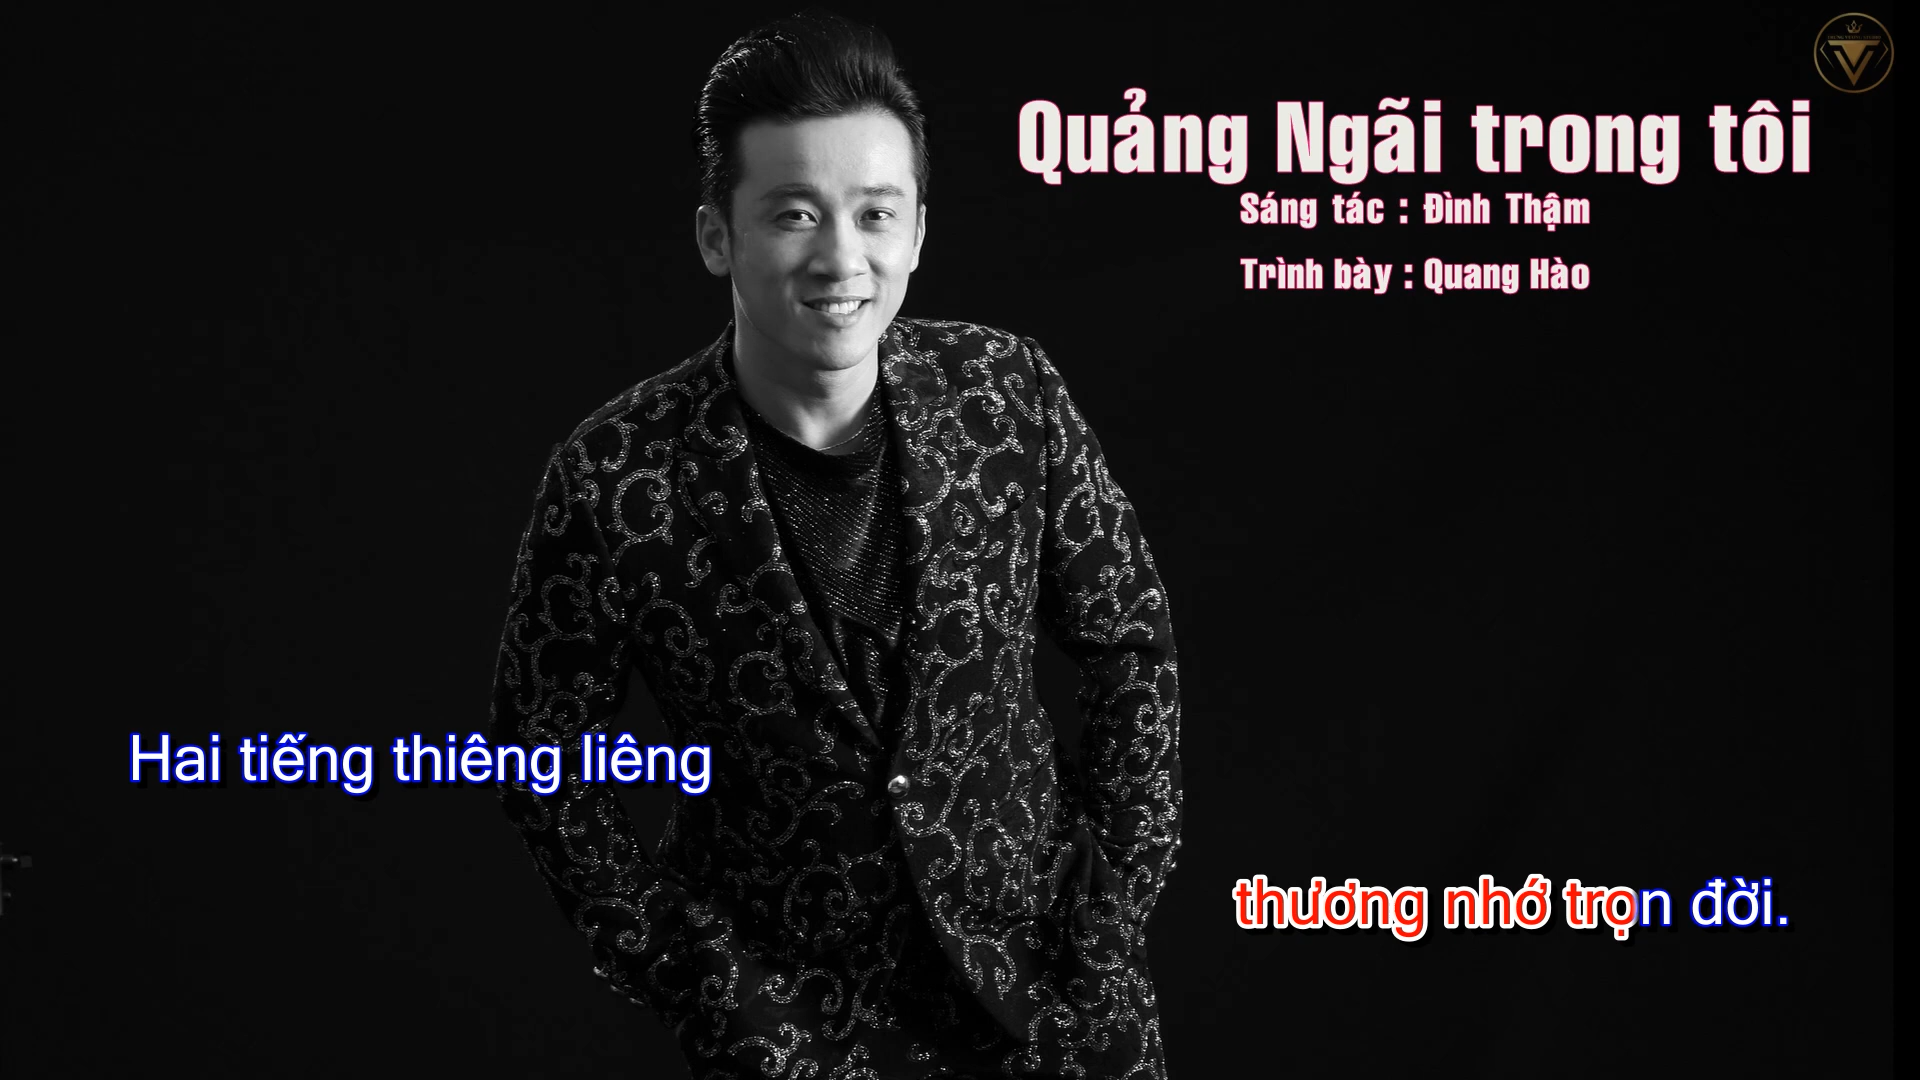 Quảng Ngãi trong tôi
Sáng tác : Đình Thậm
Trình bày : Quang Hào
Hai tiếng thiêng liêng
thương nhớ trọn đời.